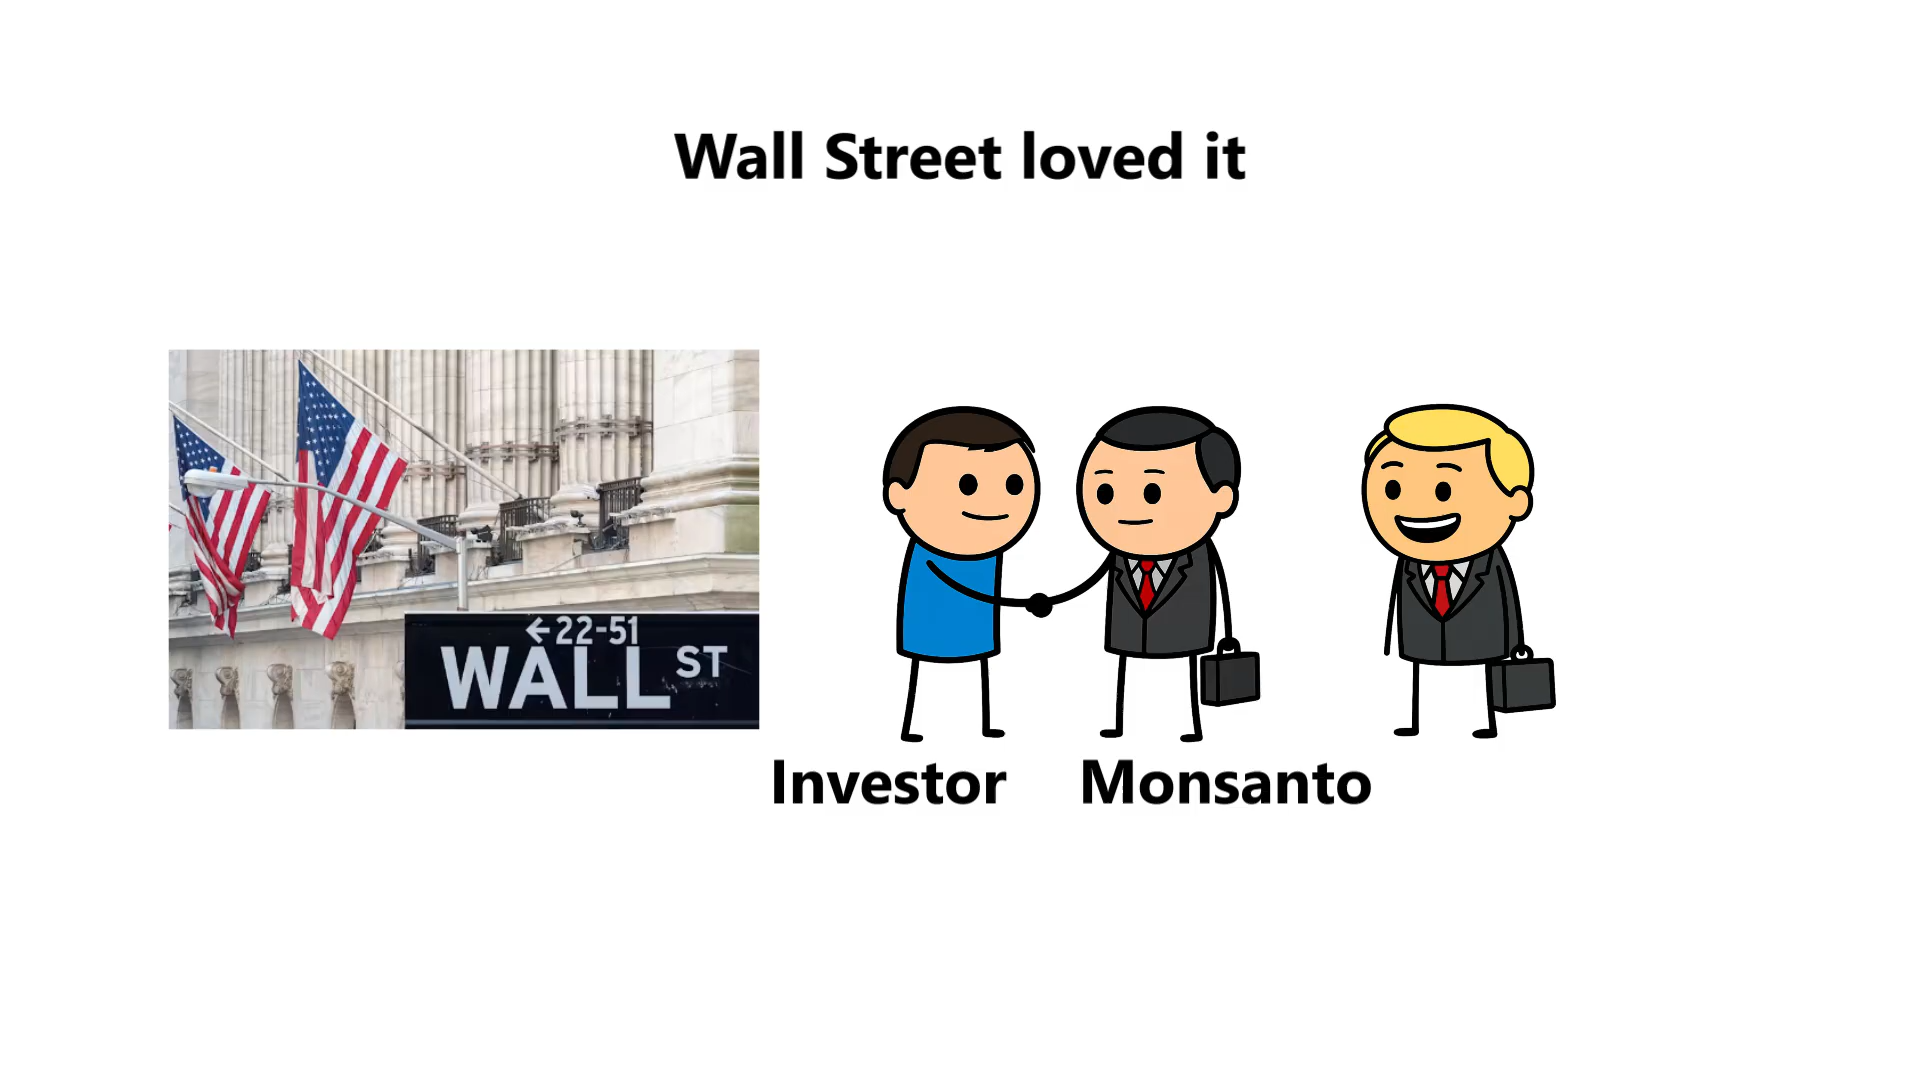 Wall Street loved it
←22-51
WALL ST
Investor
Monsanto